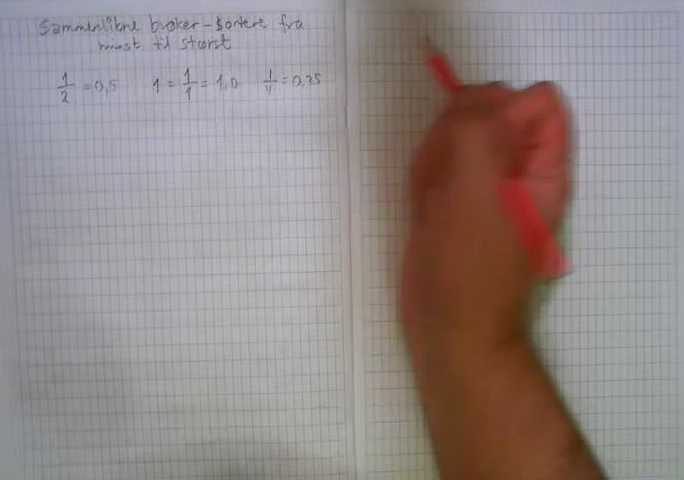 Sammenlikne brøker - Sortere fra
minst til størst
1/2 = 0,5 1 = 1/1 = 1,0 1/4 = 0,25